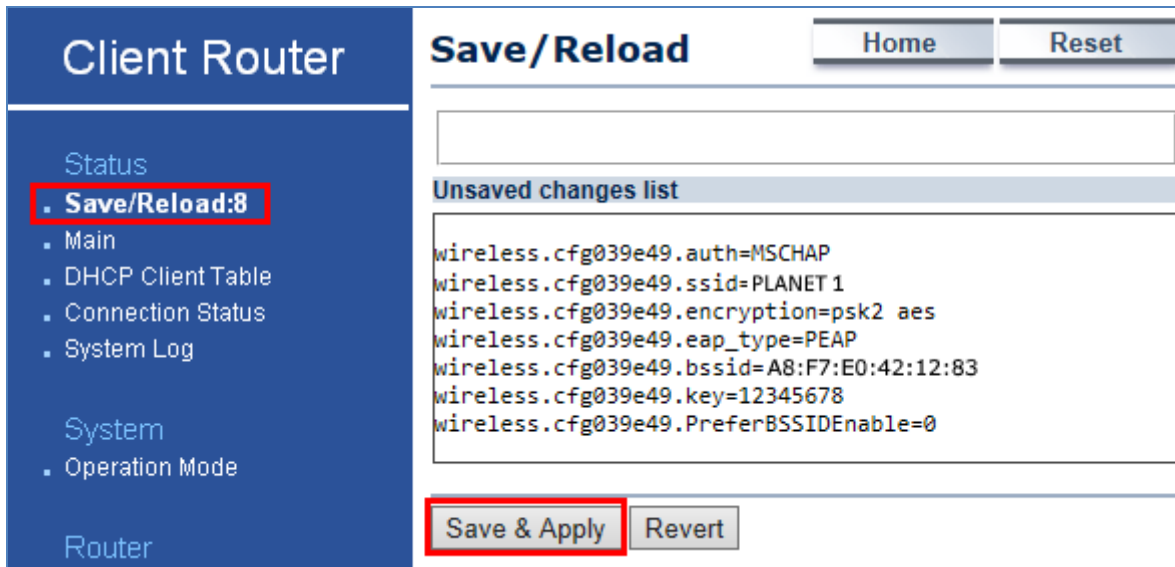 Client Router
Status
Save/Reload:8
Main
DHCP Client Table
Connection Status
System Log
System
Operation Mode
Router
Save/Reload
Home
Reset
Unsaved changes list
wireless.cfg039e49.auth=MSCHAP
wireless.cfg039e49.ssid=PLANET 1
wireless.cfg039e49.encryption=psk2 aes
wireless.cfg039e49.eap_type=PEAP
wireless.cfg039e49.bssid=A8:F7:E0:42:12:83
wireless.cfg039e49.key=12345678
wireless.cfg039e49.PreferBSSIDEnable=0
Save & Apply
Revert